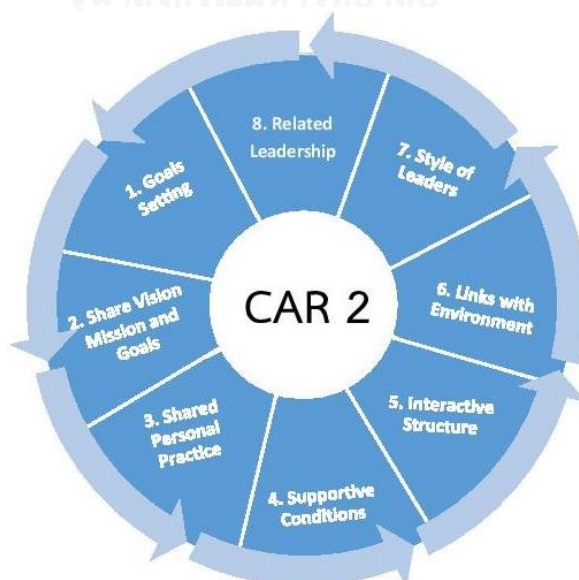 8. Related
Leadership
1. Goals
Setting
2. Share Vision
Mission and
Goals
3. Shared
Personal
Practice
4. Supportive
Conditions
5. Interactive
Structure
6. Links with
Environment
7. Style of
Leaders
CAR 2